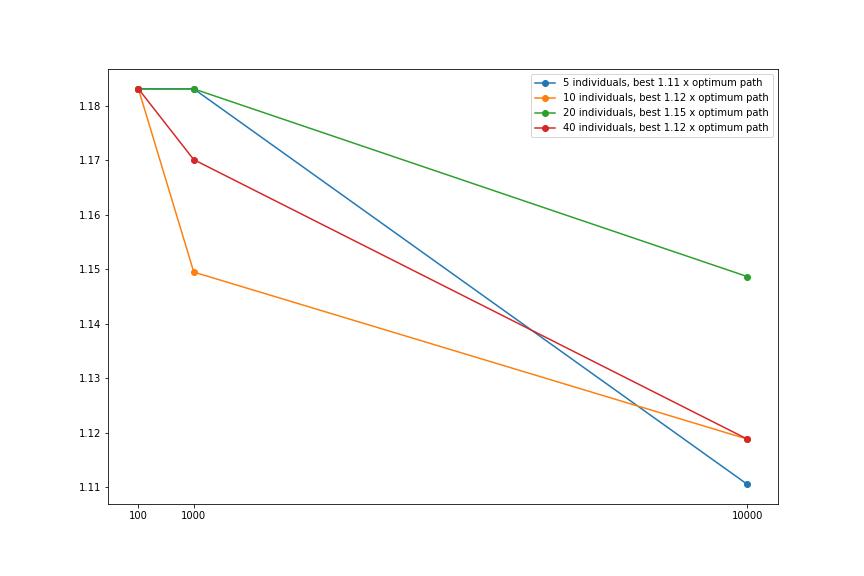 5 individuals, best 1.11 x optimum path
10 individuals, best 1.12 x optimum path
20 individuals, best 1.15 x optimum path
40 individuals, best 1.12 x optimum path
1.18
1.17
1.16
1.15
1.14
1.13
1.12
1.11
100 1000 10000